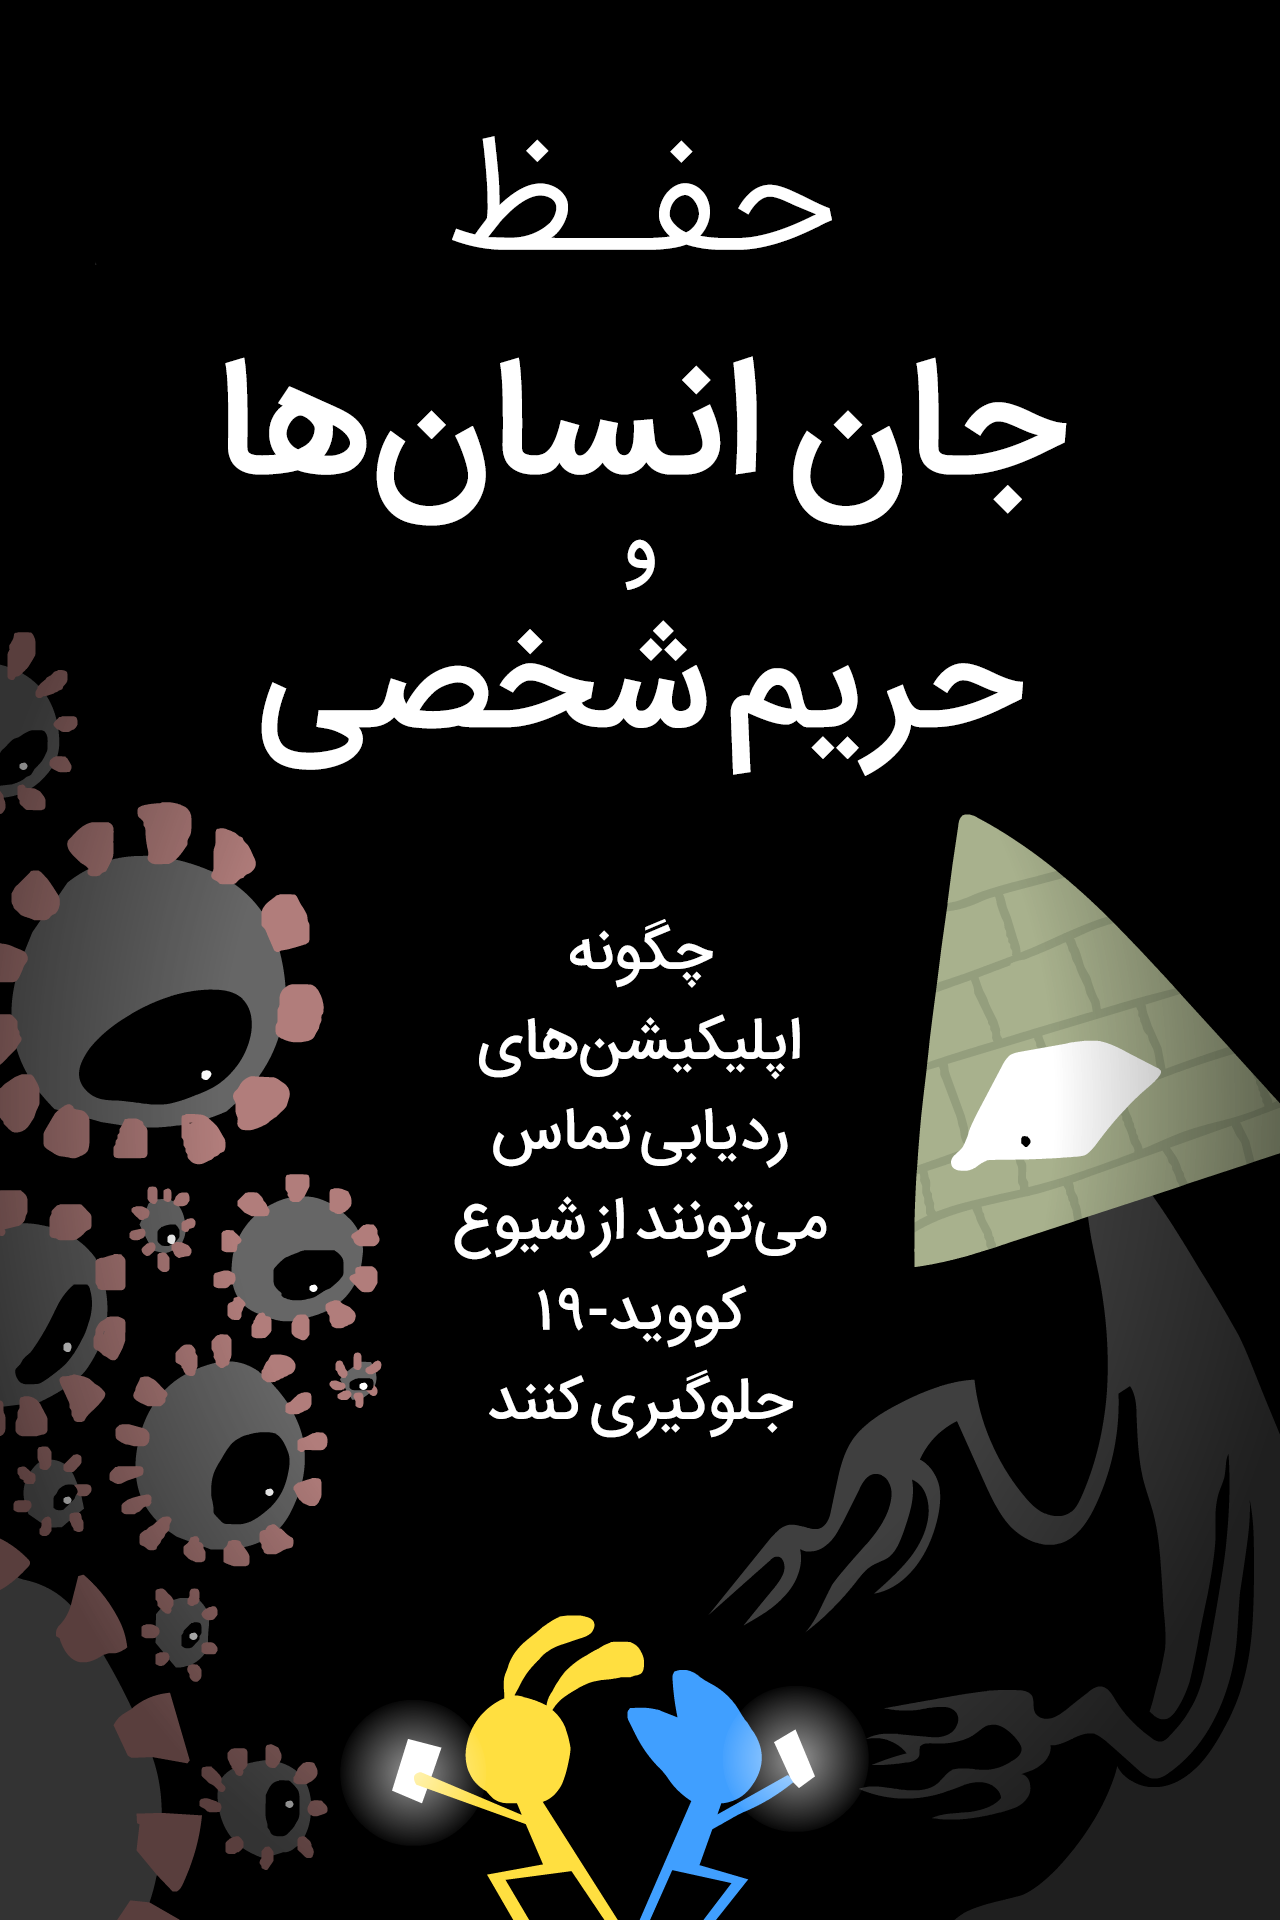 حفظ
جان انسان‌ها
و
حریم شخصی
چگونه
اپلیکیشن‌های
ردیابی تماس
می‌تونند از شیوع
کووید-۱۹
جلوگیری کنند